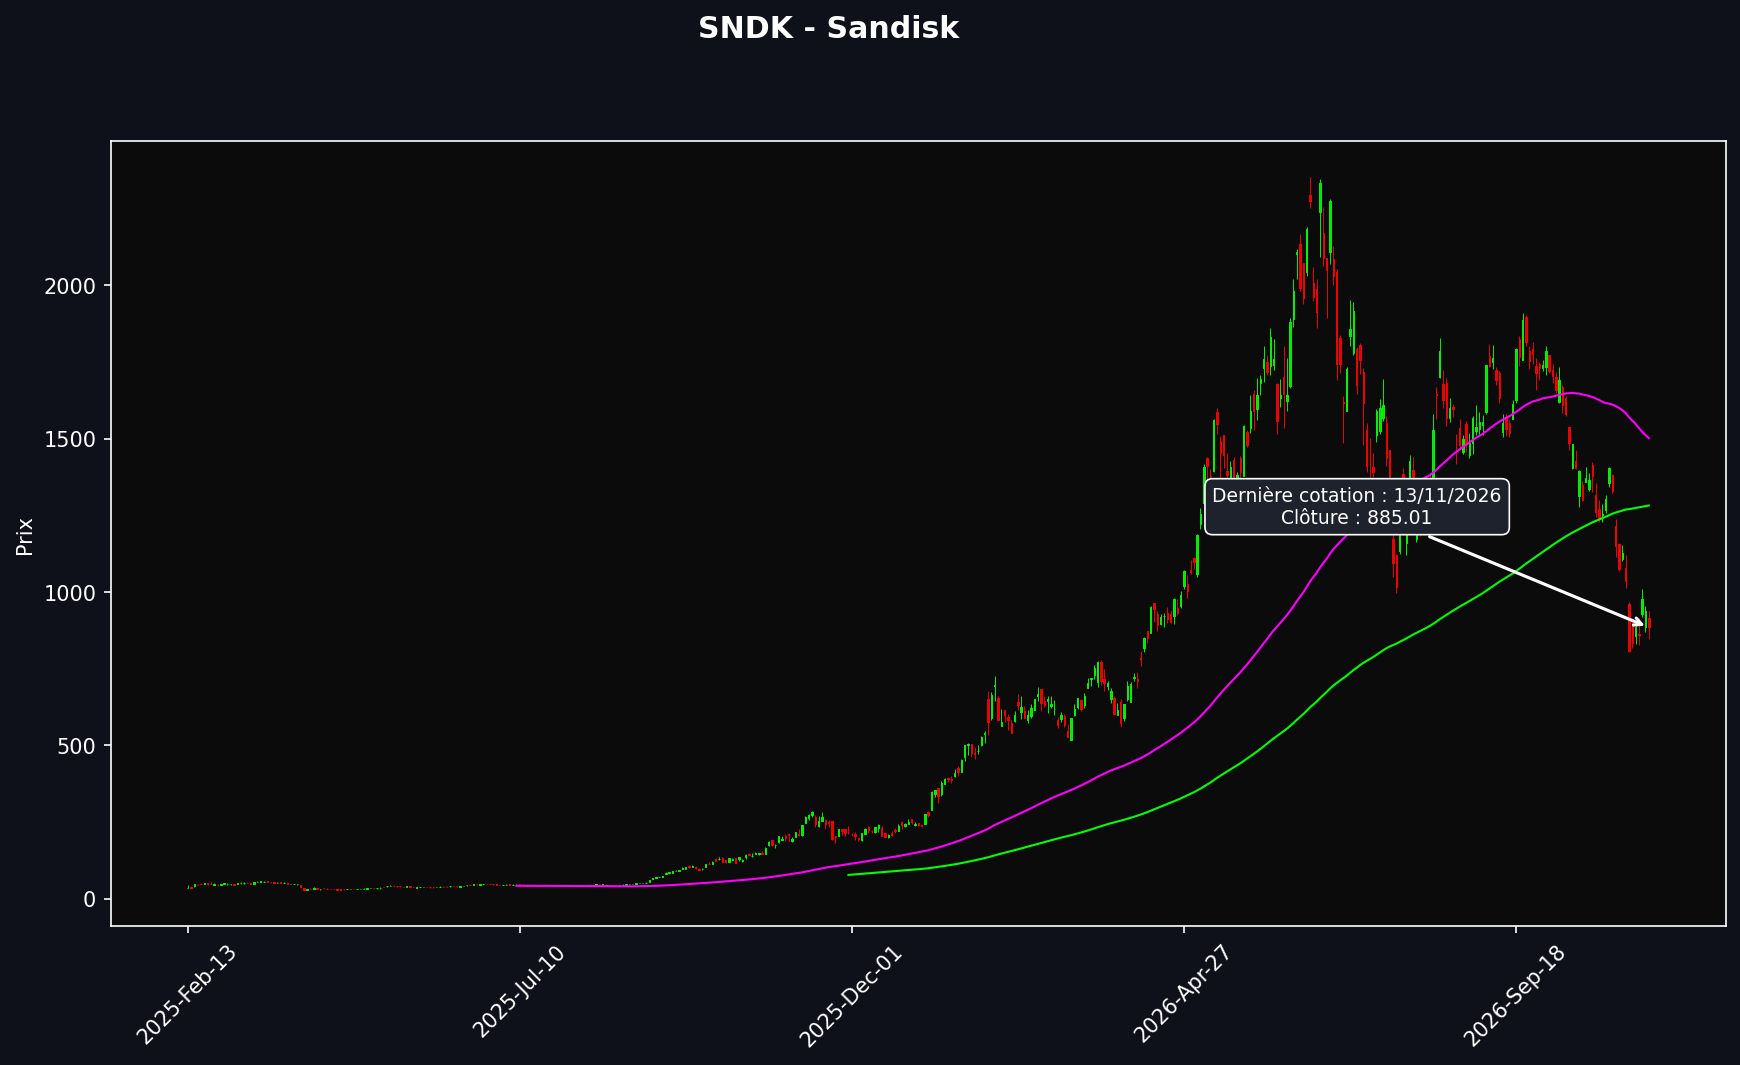 SNDK - Sandisk
Prix
2000
1500
1000
500
0
Dernière cotation : 13/11/2026
Clôture : 885.01
2025-Feb-13
2025-Jul-10
2025-Dec-01
2026-Apr-27
2026-Sep-18